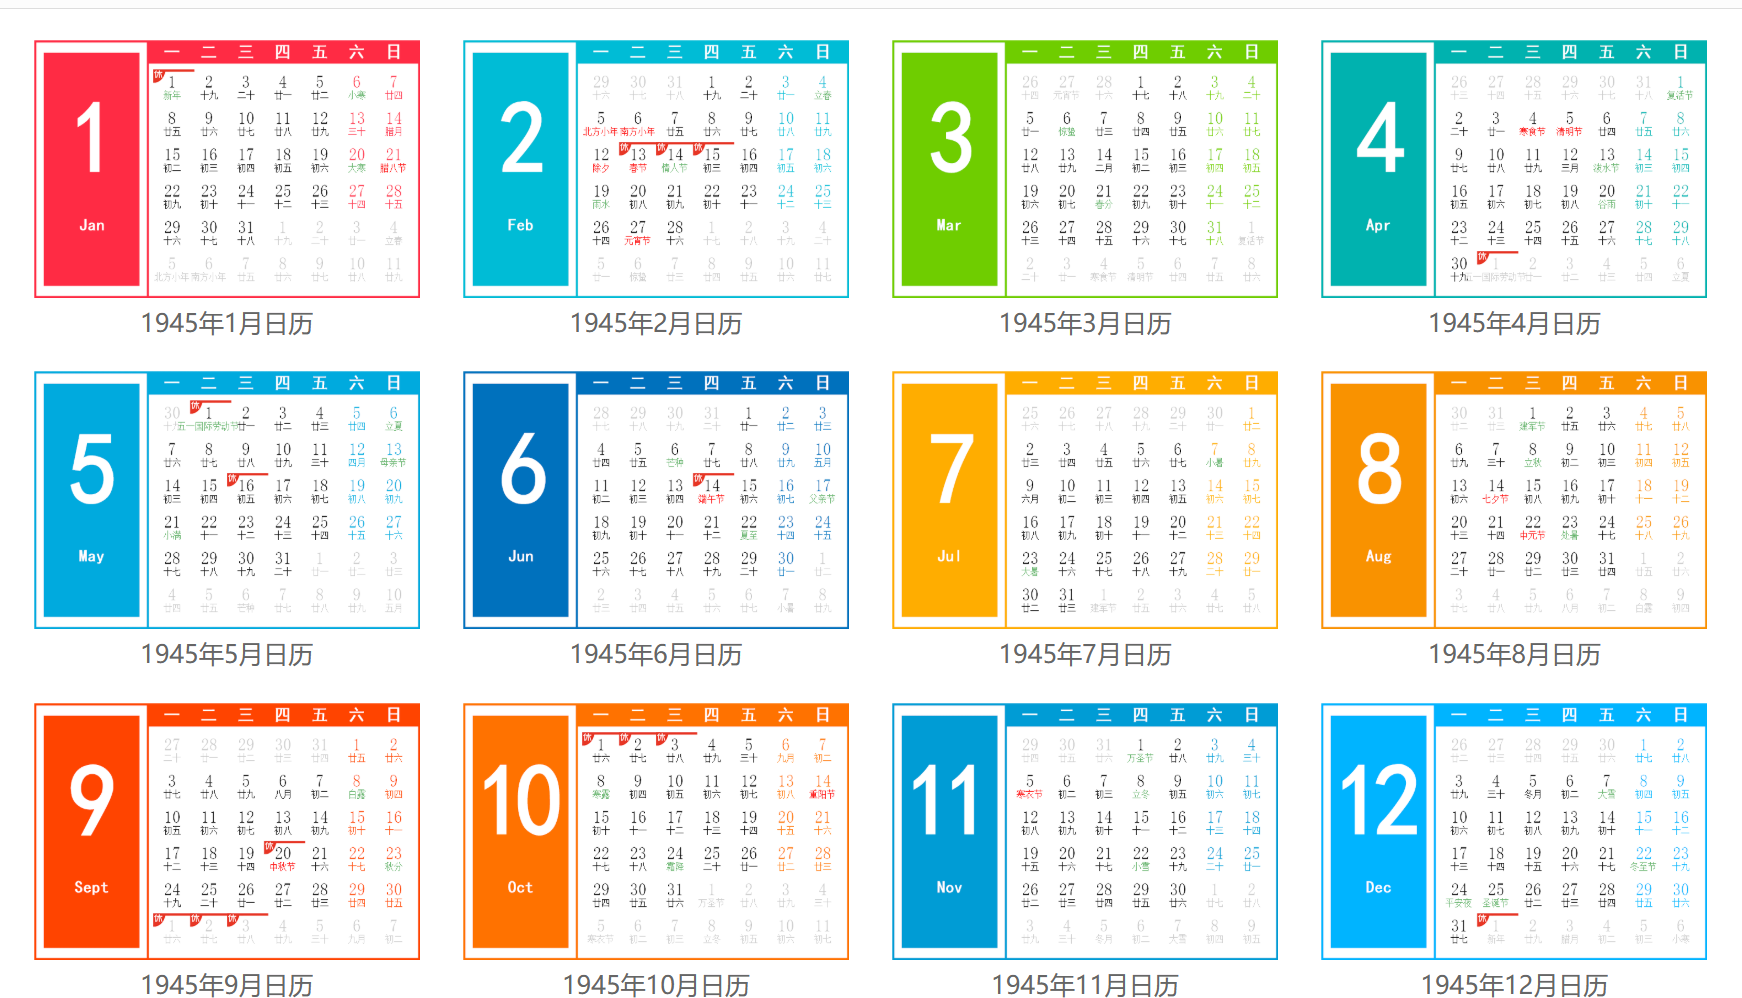 1
Jan
一 二 三 四 五 六 日
1 2 3 4 5 6 7
休
新年 十九 二十 廿一 廿二 小寒 廿四
8 9 10 11 12 13 14
廿五 廿六 廿七 廿八 廿九 三十 腊月
15 16 17 18 19 20 21
初二 初三 初四 初五 初六 大寒 腊八节
22 23 24 25 26 27 28
初九 初十 十一 十二 十三 十四 十五
29 30 31 1 2 3 4
十六 十七 十八 十九 二十 廿一 立春
5 6 7 8 9 10 11
北方小年 南方小年 廿五 廿六 廿七 廿八 廿九
1945年1月日历
2
Feb
一 二 三 四 五 六 日
29 30 31 1 2 3 4
十六 十七 十八 十九 二十 廿一 立春
5 6 7 8 9 10 11
北方小年 南方小年 廿五 廿六 廿七 廿八 廿九
12 休 13 休 14 休 15 16 17 18
除夕 春节 情人节 初三 初四 初五 初六
19 20 21 22 23 24 25
雨水 初八 初九 初十 十一 十二 十三
26 27 28 1 2 3 4
十四 元宵节 十六 十七 十八 十九 二十
5 6 7 8 9 10 11
廿一 惊蛰 廿三 廿四 廿五 廿六 廿七
1945年2月日历
3
Mar
一 二 三 四 五 六 日
26 27 28 1 2 3 4
十四 元宵节 十六 十七 十八 十九 二十
5 6 7 8 9 10 11
廿一 惊蛰 廿三 廿四 廿五 廿六 廿七
12 13 14 15 16 17 18
廿八 廿九 二月 初二 初三 初四 初五
19 20 21 22 23 24 25
初六 初七 春分 初九 初十 十一 十二
26 27 28 29 30 31 1
十三 十四 十五 十六 十七 十八 复活节
2 3 4 5 6 7 8
二十 廿一 寒食节 清明节 廿四 廿五 廿六
1945年3月日历
4
Apr
一 二 三 四 五 六 日
26 27 28 29 30 31 1
十三 十四 十五 十六 十七 十八 复活节
2 3 4 5 6 7 8
二十 廿一 寒食节 清明节 廿四 廿五 廿六
9 10 11 12 13 14 15
廿七 廿八 廿九 三月 泼水节 初三 初四
16 17 18 19 20 21 22
初五 初六 初七 初八 谷雨 初十 十一
23 24 25 26 27 28 29
十二 十三 十四 十五 十六 十七 十八
30 休 1 2 3 4 5 6
十九 五一国际劳动节 廿一 廿二 廿三 廿四 立夏
1945年4月日历
5
May
一 二 三 四 五 六 日
30 休 1 2 3 4 5 6
十九 五一国际劳动节 廿一 廿二 廿三 廿四 立夏
7 8 9 10 11 12 13
廿六 廿七 廿八 廿九 三十 四月 母亲节
14 15 休 16 17 18 19 20
初三 初四 初五 初六 初七 初八 初九
21 22 23 24 25 26 27
小满 十一 十二 十三 十四 十五 十六
28 29 30 31 1 2 3
十七 十八 十九 二十 廿一 廿二 廿三
4 5 6 7 8 9 10
廿四 廿五 芒种 廿七 廿八 廿九 五月
1945年5月日历
6
Jun
一 二 三 四 五 六 日
28 29 30 31 1 2 3
十七 十八 十九 二十 廿一 廿二 廿三
4 5 6 7 8 9 10
廿四 廿五 芒种 廿七 廿八 廿九 五月
11 12 13 休 14 15 16 17
初二 初三 初四 端午节 初六 初七 父亲节
18 19 20 21 22 23 24
初九 初十 十一 十二 夏至 十四 十五
25 26 27 28 29 30 1
十六 十七 十八 十九 二十 廿一 廿二
2 3 4 5 6 7 8
廿三 廿四 廿五 廿六 廿七 小暑 廿九
1945年6月日历
7
Jul
一 二 三 四 五 六 日
25 26 27 28 29 30 1
十六 十七 十八 十九 二十 廿一 廿二
2 3 4 5 6 7 8
廿三 廿四 廿五 廿六 廿七 小暑 廿九
9 10 11 12 13 14 15
六月 初二 初三 初四 初五 初六 初七
16 17 18 19 20 21 22
初八 初九 初十 十一 十二 十三 十四
23 24 25 26 27 28 29
大暑 十六 十七 十八 十九 二十 廿一
30 31 1 2 3 4 5
廿二 廿三 建军节 廿五 廿六 廿七 廿八
1945年7月日历
8
Aug
一 二 三 四 五 六 日
30 31 1 2 3 4 5
廿二 廿三 建军节 廿五 廿六 廿七 廿八
6 7 8 9 10 11 12
廿九 三十 立秋 初二 初三 初四 初五
13 14 15 16 17 18 19
初六 七夕节 初八 初九 初十 十一 十二
20 21 22 23 24 25 26
十三 十四 中元节 处暑 十七 十八 十九
27 28 29 30 31 1 2
二十 廿一 廿二 廿三 廿四 廿五 廿六
3 4 5 6 7 8 9
廿七 廿八 廿九 八月 初二 白露 初四
1945年8月日历
9
Sept
一 二 三 四 五 六 日
27 28 29 30 31 1 2
二十 廿一 廿二 廿三 廿四 廿五 廿六
3 4 5 6 7 8 9
廿七 廿八 廿九 八月 初二 白露 初四
10 11 12 13 14 15 16
初五 初六 初七 初八 初九 初十 十一
17 18 19 休 20 21 22 23
十二 十三 十四 中秋节 十六 十七 秋分
24 25 26 27 28 29 30
十九 二十 廿一 廿二 廿三 廿四 廿五
休 1 休 2 休 3 4 5 6 7
廿六 廿七 廿八 廿九 三十 九月 初二
1945年9月日历
10
Oct
一 二 三 四 五 六 日
休 1 休 2 休 3 4 5 6 7
廿六 廿七 廿八 廿九 三十 九月 初二
8 9 10 11 12 13 14
寒露 初四 初五 初六 初七 初八 重阳节
15 16 17 18 19 20 21
初十 十一 十二 十三 十四 十五 十六
22 23 24 25 26 27 28
十七 十八 霜降 二十 廿一 廿二 廿三
29 30 31 1 2 3 4
廿四 廿五 廿六 万圣节 廿八 廿九 三十
5 6 7 8 9 10 11
寒衣节 初二 初三 立冬 初五 初六 初七
1945年10月日历
11
Nov
一 二 三 四 五 六 日
29 30 31 1 2 3 4
廿四 廿五 廿六 万圣节 廿八 廿九 三十
5 6 7 8 9 10 11
寒衣节 初二 初三 立冬 初五 初六 初七
12 13 14 15 16 17 18
初八 初九 初十 十一 十二 十三 十四
19 20 21 22 23 24 25
十五 十六 十七 小雪 十九 二十 廿一
26 27 28 29 30 1 2
廿二 廿三 廿四 廿五 廿六 廿七 廿八
3 4 5 6 7 8 9
廿九 三十 冬月 初二 大雪 初四 初五
1945年11月日历
12
Dec
一 二 三 四 五 六 日
26 27 28 29 30 1 2
廿二 廿三 廿四 廿五 廿六 廿七 廿八
3 4 5 6 7 8 9
廿九 三十 冬月 初二 大雪 初四 初五
10 11 12 13 14 15 16
初六 初七 初八 初九 初十 十一 十二
17 18 19 20 21 22 23
十三 十四 十五 十六 十七 冬至节 十九
24 25 26 27 28 29 30
平安夜 圣诞节 廿二 廿三 廿四 廿五 廿六
31 休 1 2 3 4 5 6
廿七 新年 廿九 腊月 初二 初三 小寒
1945年12月日历